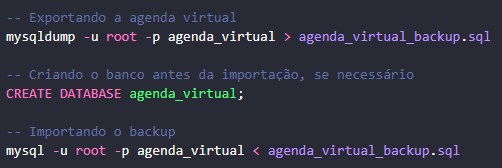 -- Exportando a agenda virtual
mysqldump -u root -p agenda_virtual > agenda_virtual_backup.sql
-- Criando o banco antes da importação, se necessário
CREATE DATABASE agenda_virtual;
-- Importando o backup
mysql -u root -p agenda_virtual < agenda_virtual_backup.sql